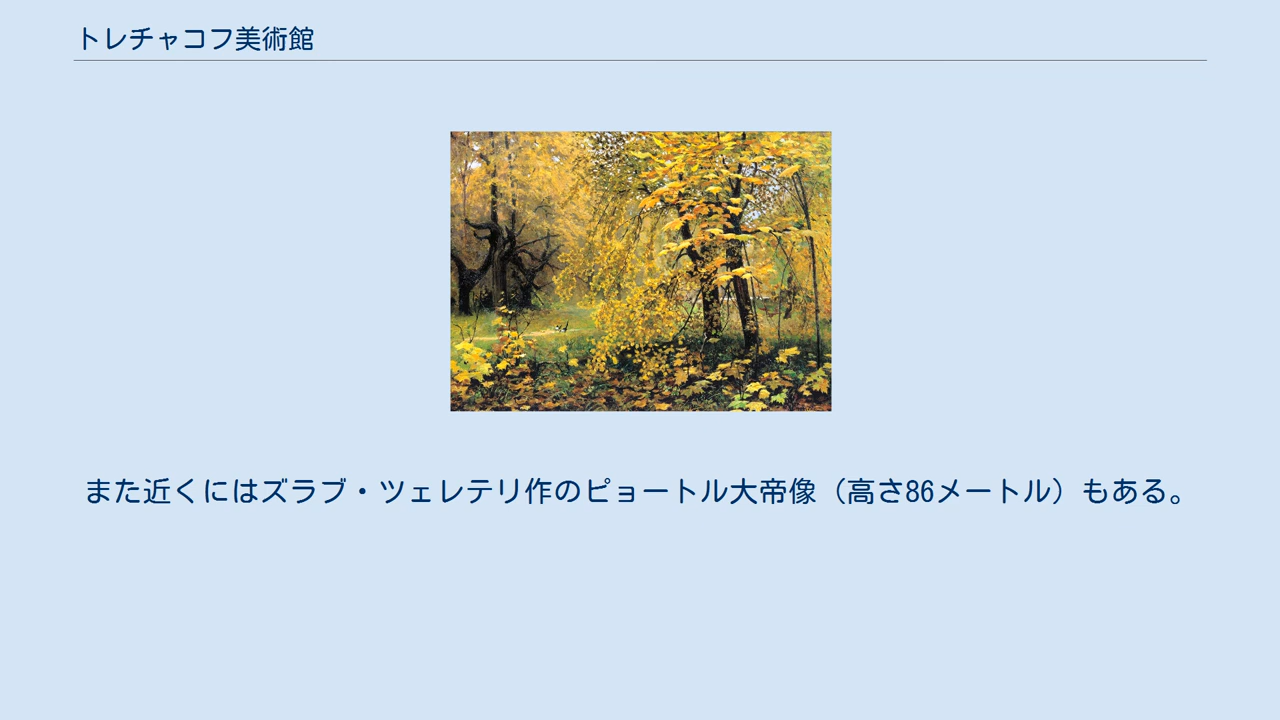 トレチャコフ美術館
また近くにはズラブ・ツェレテリ作のピョートル大帝像（高さ86メートル）もある。